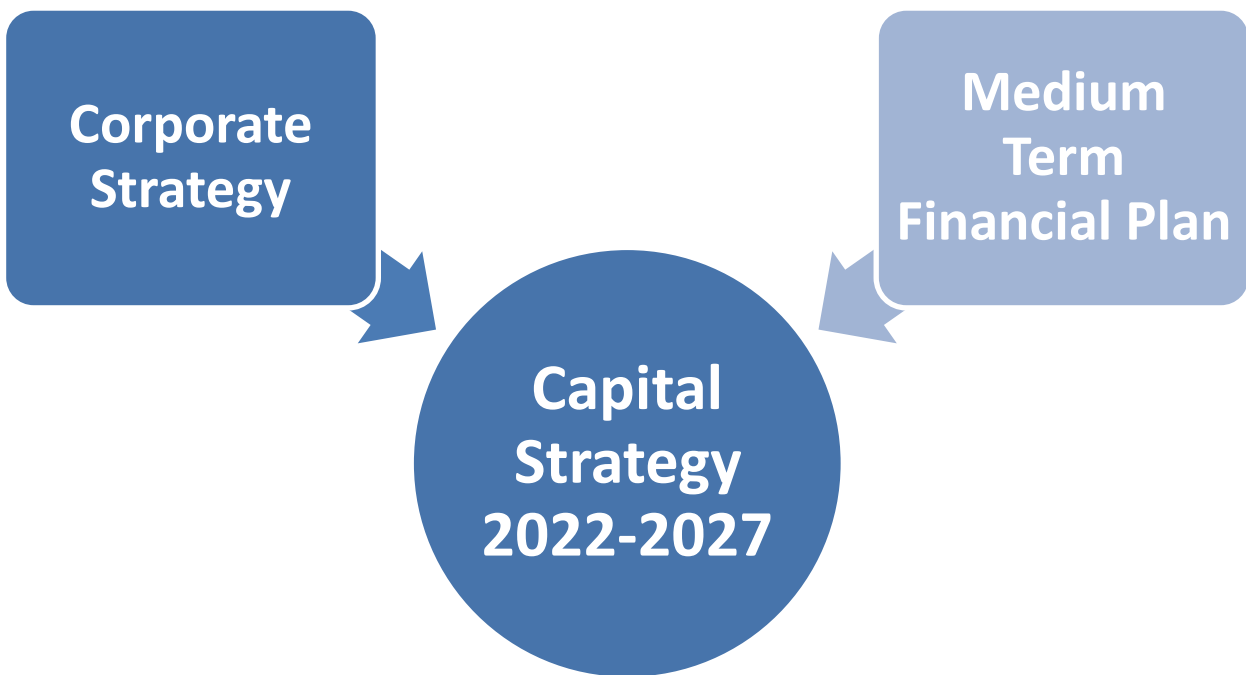 Corporate
Strategy
Medium
Term
Financial Plan
Capital
Strategy
2022-2027